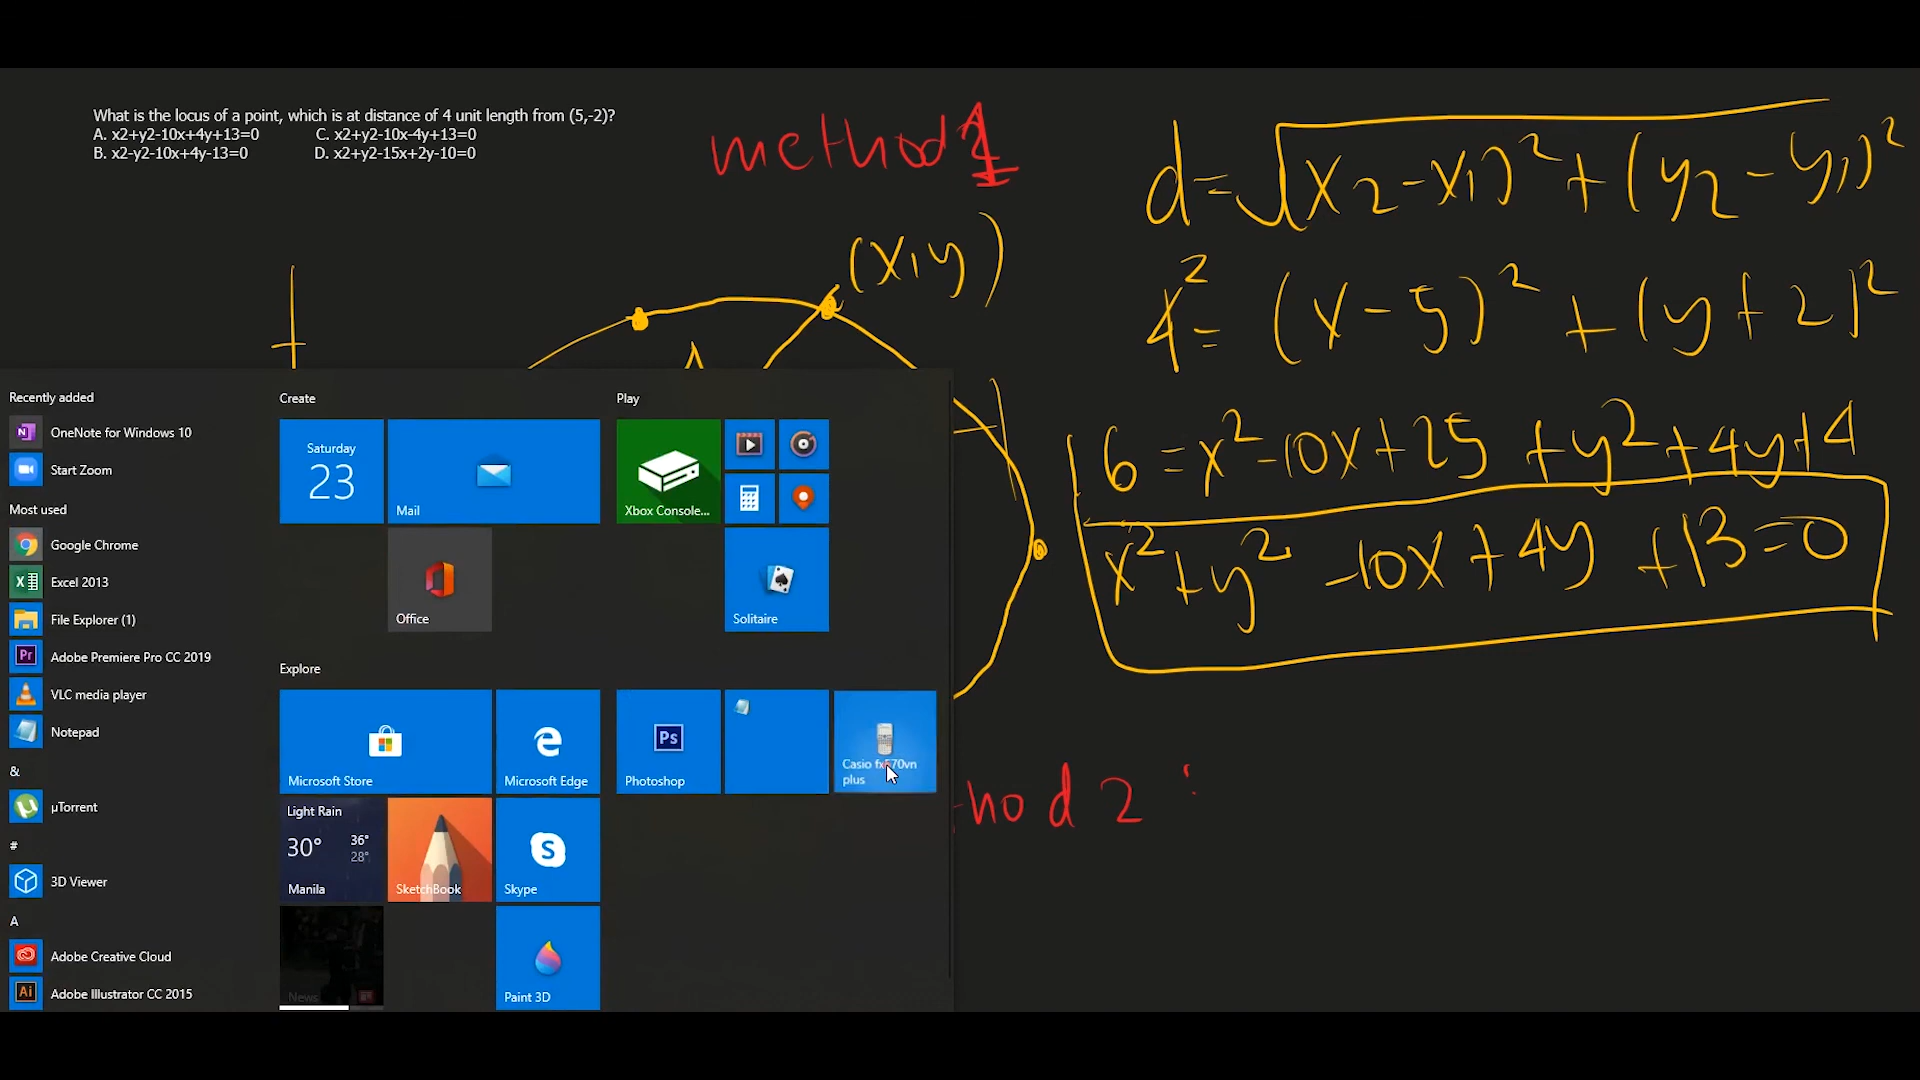 What is the locus of a point, which is at distance of 4 unit length from (5,-2)?
A. x2+y2-10x+4y+13=0 C. x2+y2-10x-4y+13=0
B. x2-y2-10x+4y-13=0 D. x2+y2-15x+2y-10=0
method 1
(x,y)
d=√(x2-x1)²+(y2-y1)²
4²=(x-5)²+(y+2)²
6=x²-10x+25+y²+4y+4
x²+y²-10x+4y+13=0
hod 2 :
Recently added
OneNote for Windows 10
Start Zoom
Most used
Google Chrome
Excel 2013
File Explorer (1)
Adobe Premiere Pro CC 2019
VLC media player
Notepad
&
µTorrent
#
3D Viewer
A
Adobe Creative Cloud
Adobe Illustrator CC 2015
Create
Saturday
23
Mail
Office
Play
Xbox Console...
Solitaire
Explore
Microsoft Store
Microsoft Edge
Photoshop
Casio fx570vn
plus
Light Rain
30° 36°
28°
Manila
SketchBook
Skype
News
Paint 3D